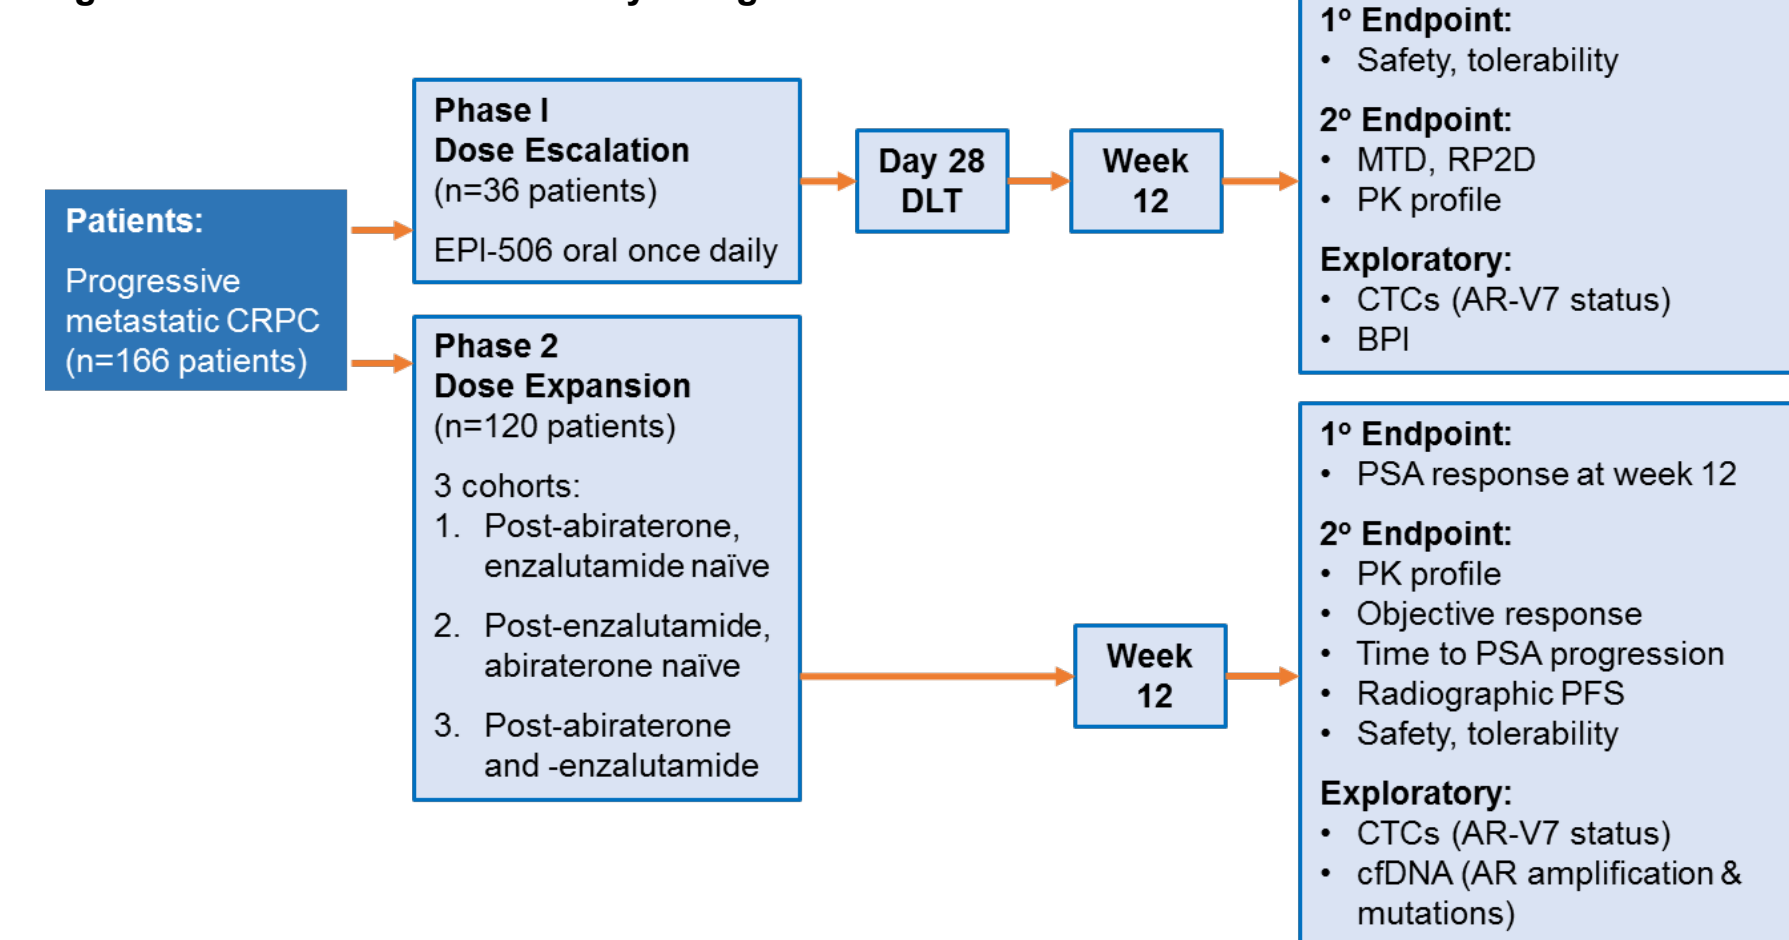 Patients:
Progressive
metastatic CRPC
(n=166 patients)
Phase I
Dose Escalation
(n=36 patients)
EPI-506 oral once daily
Day 28
DLT
Week
12
1º Endpoint:
• Safety, tolerability
2º Endpoint:
• MTD, RP2D
• PK profile
Exploratory:
• CTCs (AR-V7 status)
• BPI
Phase 2
Dose Expansion
(n=120 patients)
3 cohorts:
1. Post-abiraterone,
enzalutamide naïve
2. Post-enzalutamide,
abiraterone naïve
3. Post-abiraterone
and -enzalutamide
Week
12
1º Endpoint:
• PSA response at week 12
2º Endpoint:
• PK profile
• Objective response
• Time to PSA progression
• Radiographic PFS
• Safety, tolerability
Exploratory:
• CTCs (AR-V7 status)
• cfDNA (AR amplification &
mutations)